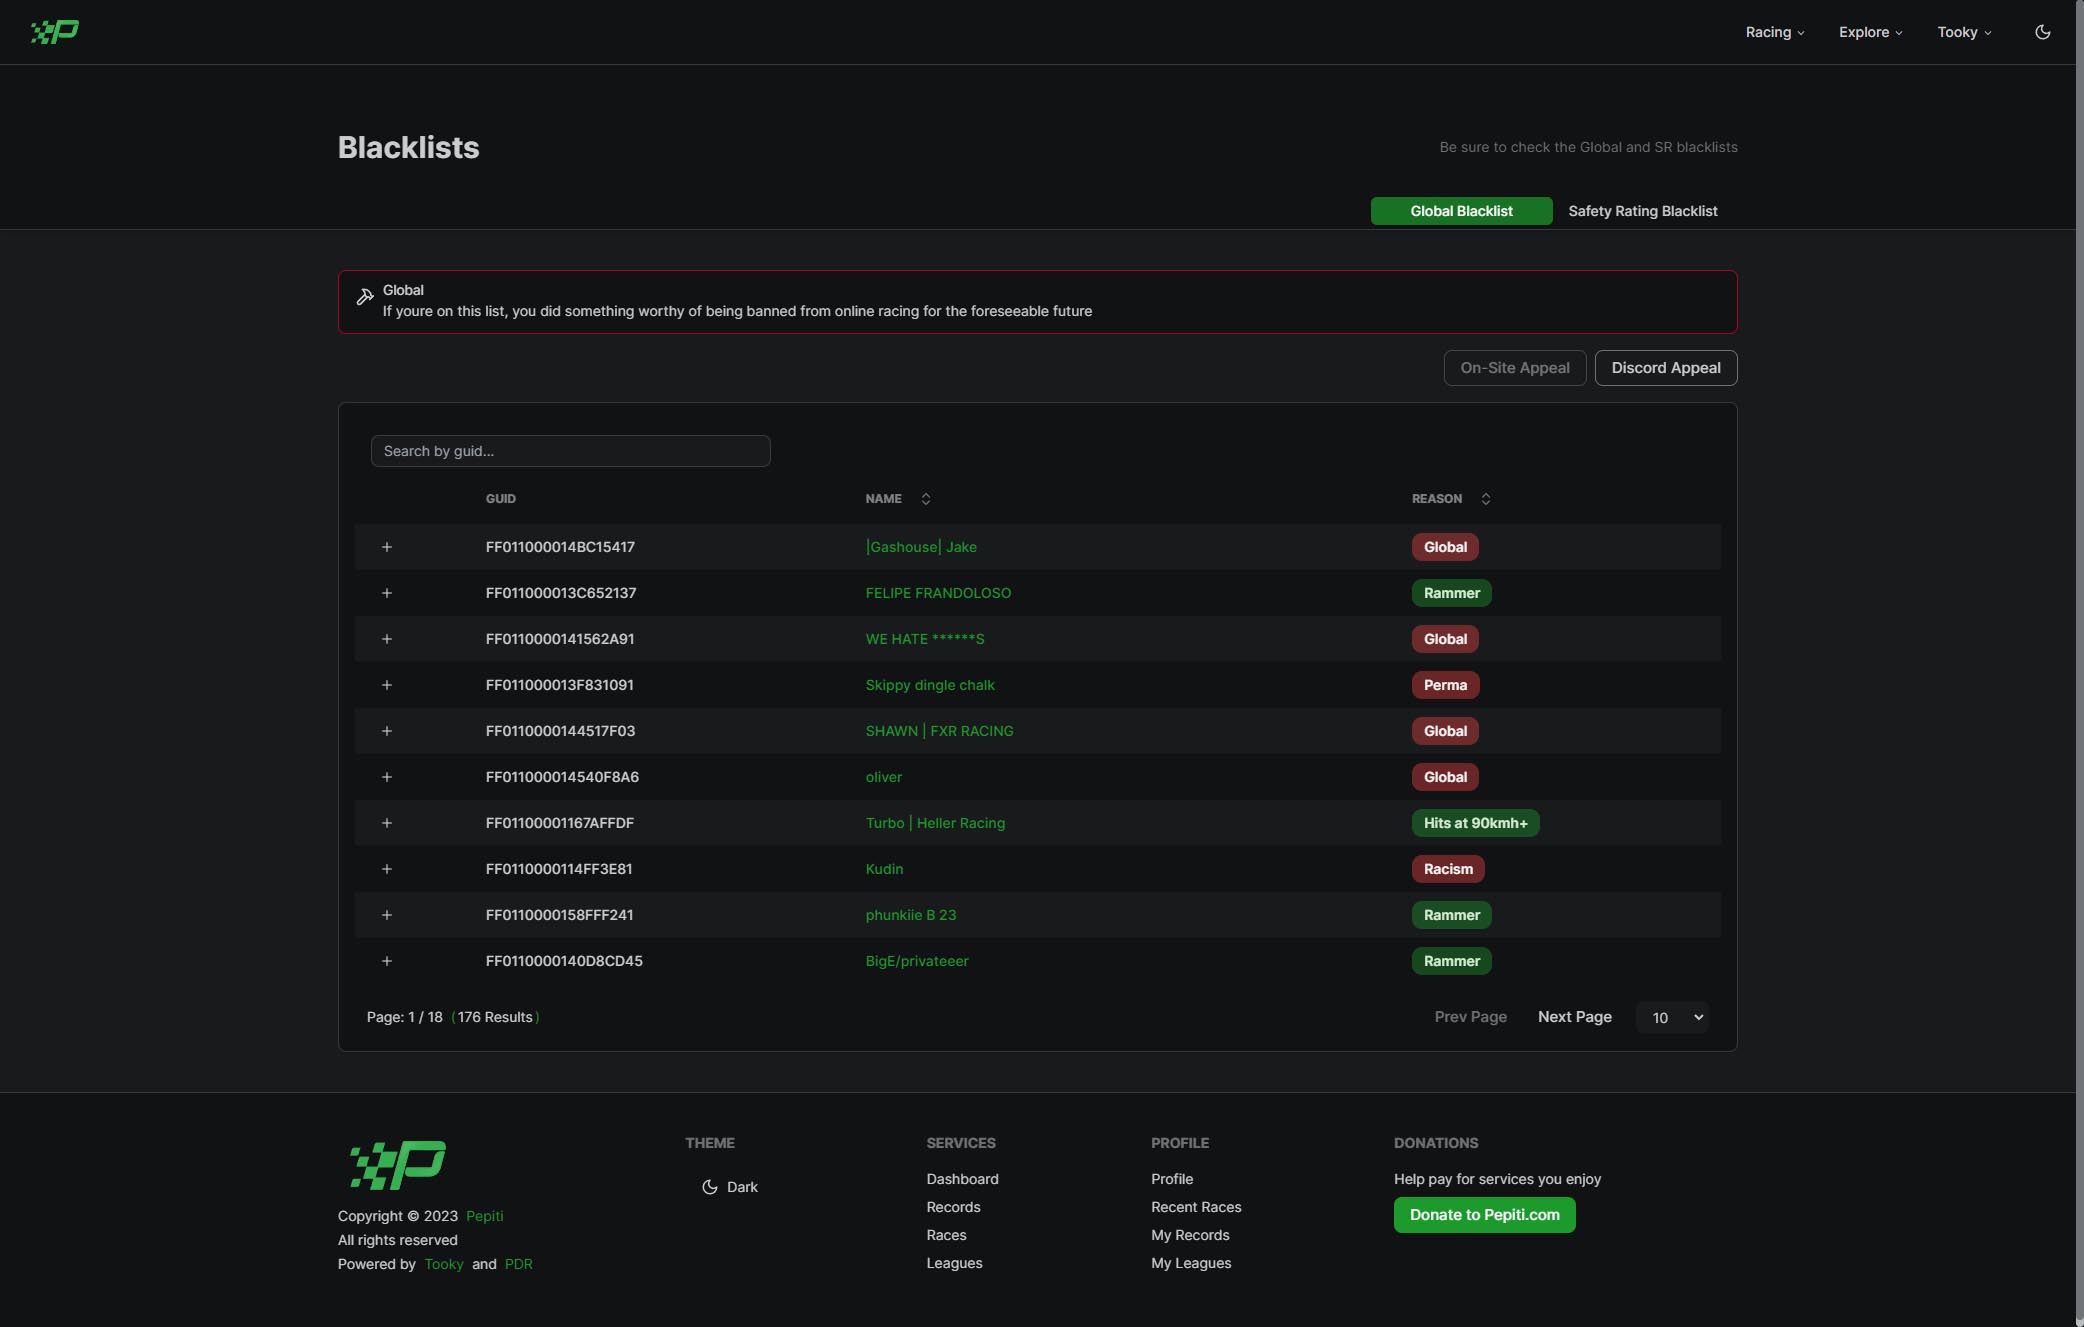 Racing Explore Tooky
Blacklists
Be sure to check the Global and SR blacklists
Global Blacklist Safety Rating Blacklist
Global
If youre on this list, you did something worthy of being banned from online racing for the foreseeable future
On-Site Appeal Discord Appeal
Search by guid...
GUID NAME REASON
+ FF011000014BC15417 |Gashouse| Jake Global
+ FF011000013C652137 FELIPE FRANDOLOSO Rammer
+ FF0110000141562A91 WE HATE ******S Global
+ FF011000013F831091 Skippy dingle chalk Perma
+ FF0110000144517F03 SHAWN | FXR RACING Global
+ FF011000014540F8A6 oliver Global
+ FF01100001167AFFDF Turbo | Heller Racing Hits at 90kmh+
+ FF0110000114FF3E81 Kudin Racism
+ FF0110000158FFF241 phunkiie B 23 Rammer
+ FF0110000140D8CD45 BigE/privateeer Rammer
Page: 1 / 18 (176 Results) Prev Page Next Page 10
THEME
Dark
SERVICES
Dashboard
Records
Races
Leagues
PROFILE
Profile
Recent Races
My Records
My Leagues
DONATIONS
Help pay for services you enjoy
Donate to Pepiti.com
Copyright © 2023 Pepiti
All rights reserved
Powered by Tooky and PDR